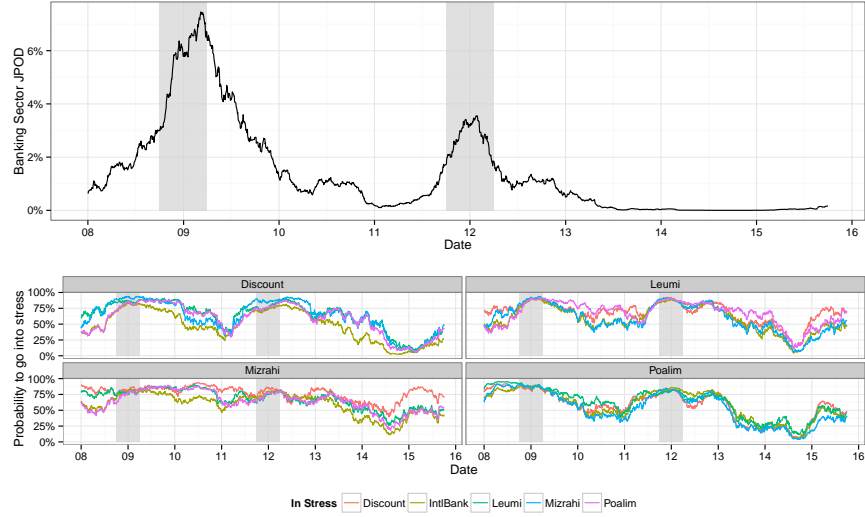 Banking Sector JPOD
6%
4%
2%
0%
08 09 10 11 12 13 14 15 16
Date
Probability to go into stress
Discount Leumi
100%
75%
50%
25%
0%
Mizrahi Poalim
100%
75%
50%
25%
0%
08 09 10 11 12 13 14 15 16 08 09 10 11 12 13 14 15 16
Date
In Stress Discount IntlBank Leumi Mizrahi Poalim